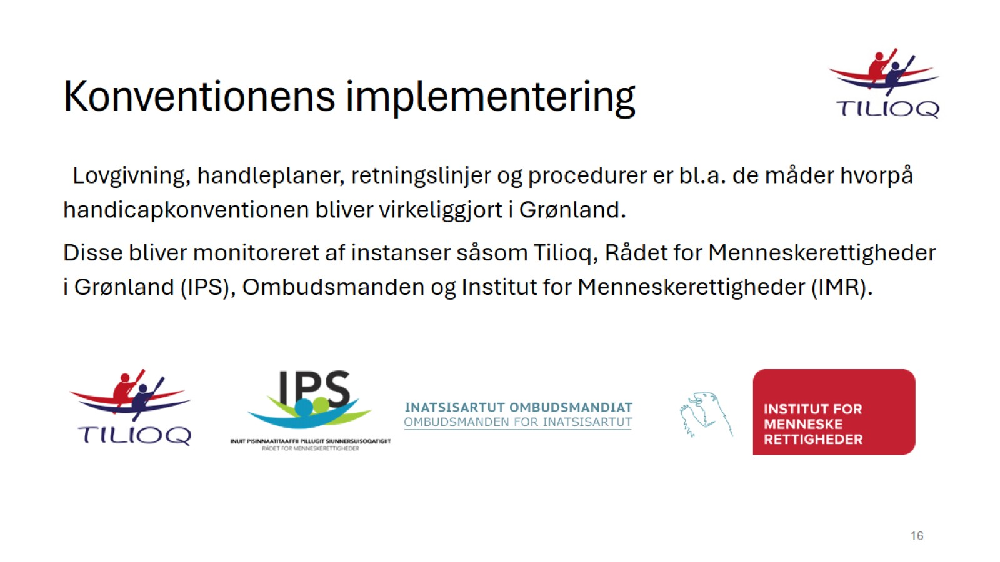 Konventionens implementering
TILIOQ
Lovgivning, handleplaner, retningslinjer og procedurer er bl.a. de måder hvorpå
handicapkonventionen bliver virkeliggjort i Grønland.
Disse bliver monitoreret af instanser såsom Tilioq, Rådet for Menneskerettigheder
i Grønland (IPS), Ombudsmanden og Institut for Menneskerettigheder (IMR).
TILIOQ
IPS
INUIT PISINNAATITAAFFII PILLUGIT SIUNNERSUISOQATIGIIT
RÅDET FOR MENNESKERETTIGHEDER
INATSISARTUT OMBUDSMANDIAT
OMBUDSMANDEN FOR INATSISARTUT
INSTITUT FOR
MENNESKE
RETTIGHEDER
16